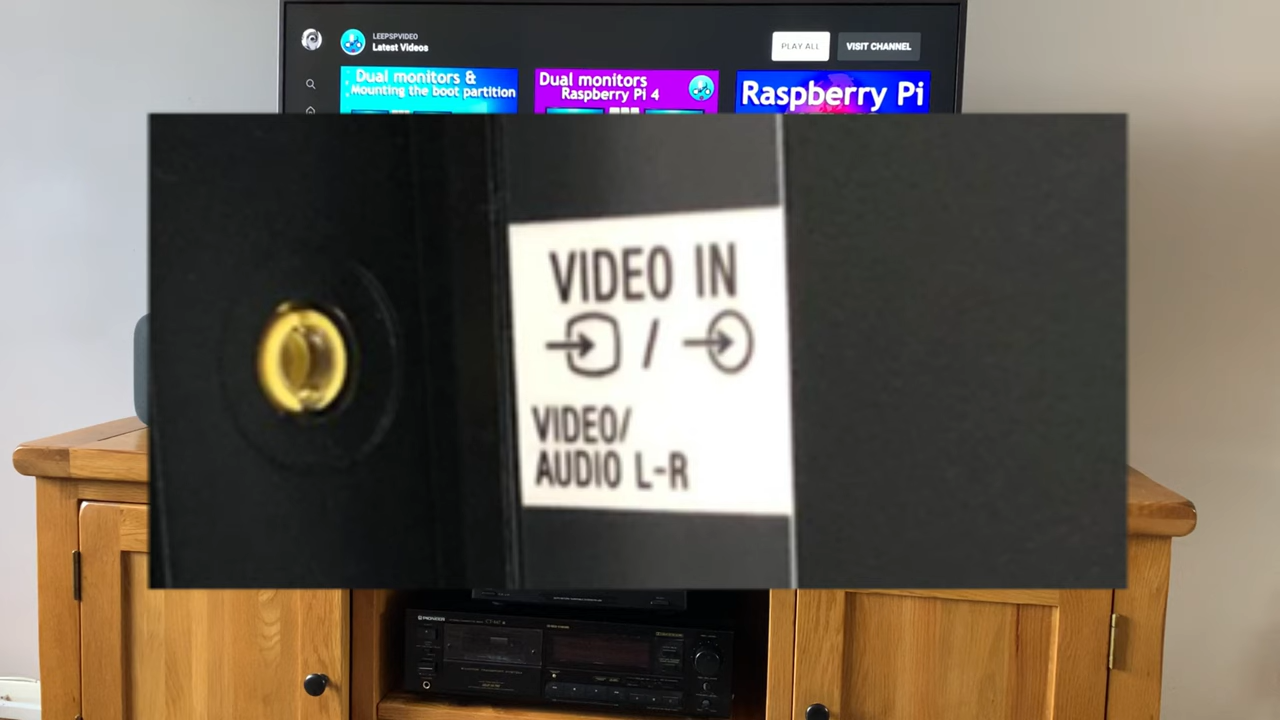 LEEPSPVIDEO
Latest Videos
PLAY ALL
VISIT CHANNEL
Dual monitors &
Mounting the boot partition
Dual monitors
Raspberry Pi 4
Raspberry Pi
VIDEO IN
/
VIDEO/
AUDIO L-R
PIONEER